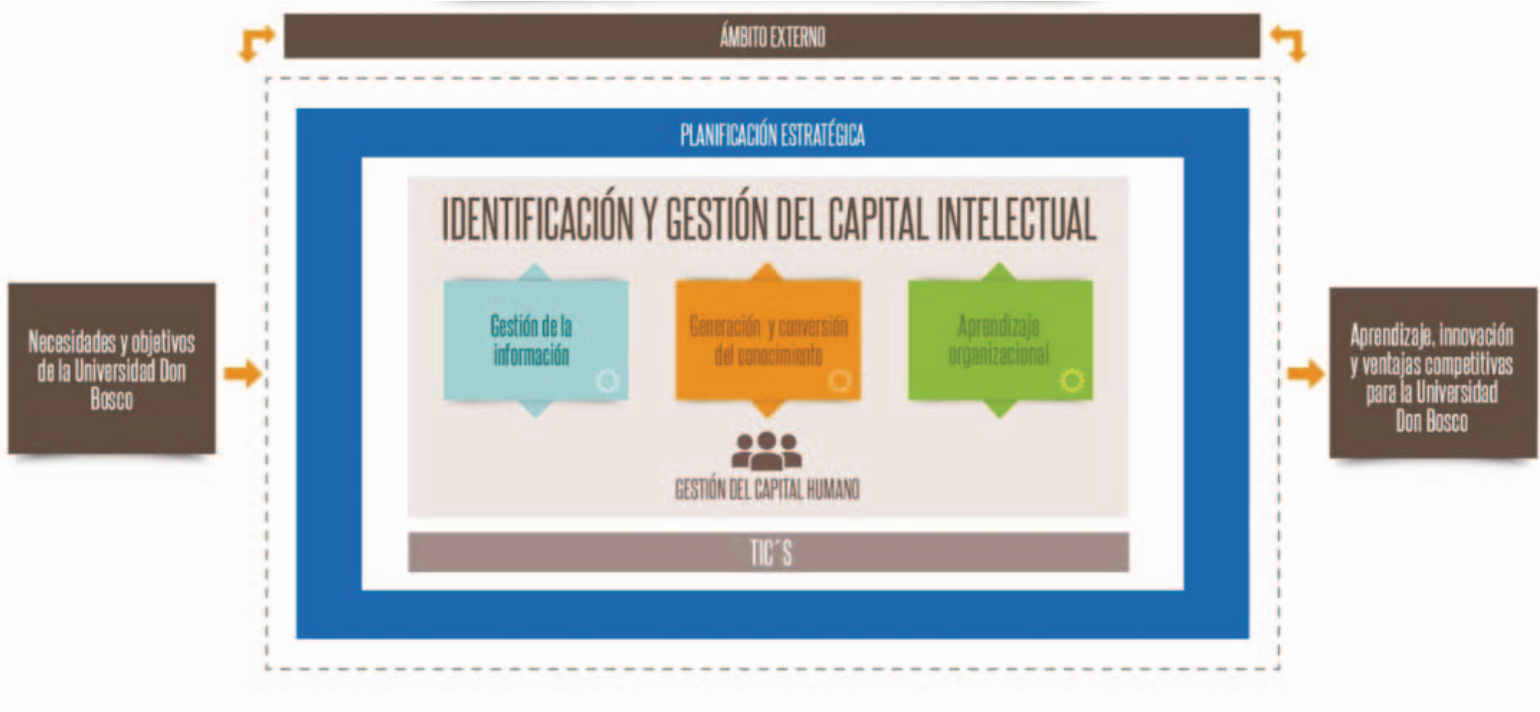 ÁMBITO EXTERNO
PLANIFICACIÓN ESTRATÉGICA
IDENTIFICACIÓN Y GESTIÓN DEL CAPITAL INTELECTUAL
Necesidades y objetivos
de la Universidad Don
Bosco
Gestión de la
información
Generación y conversión
del conocimiento
Aprendizaje
organizacional
Aprendizaje, innovación
y ventajas competitivas
para la Universidad
Don Bosco
GESTIÓN DEL CAPITAL HUMANO
TIC´S